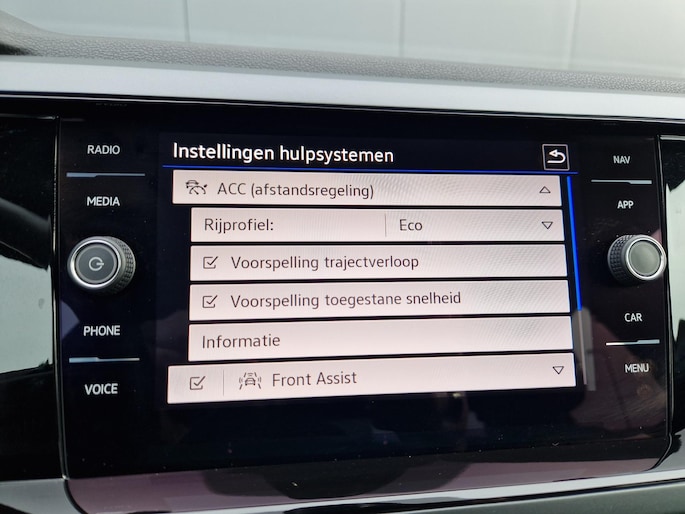 RADIO
MEDIA
PHONE
VOICE
Instellingen hulpsystemen
ACC (afstandsregeling)
Rijprofiel: Eco
Voorspelling trajectverloop
Voorspelling toegestane snelheid
Informatie
Front Assist
NAV
APP
CAR
MENU